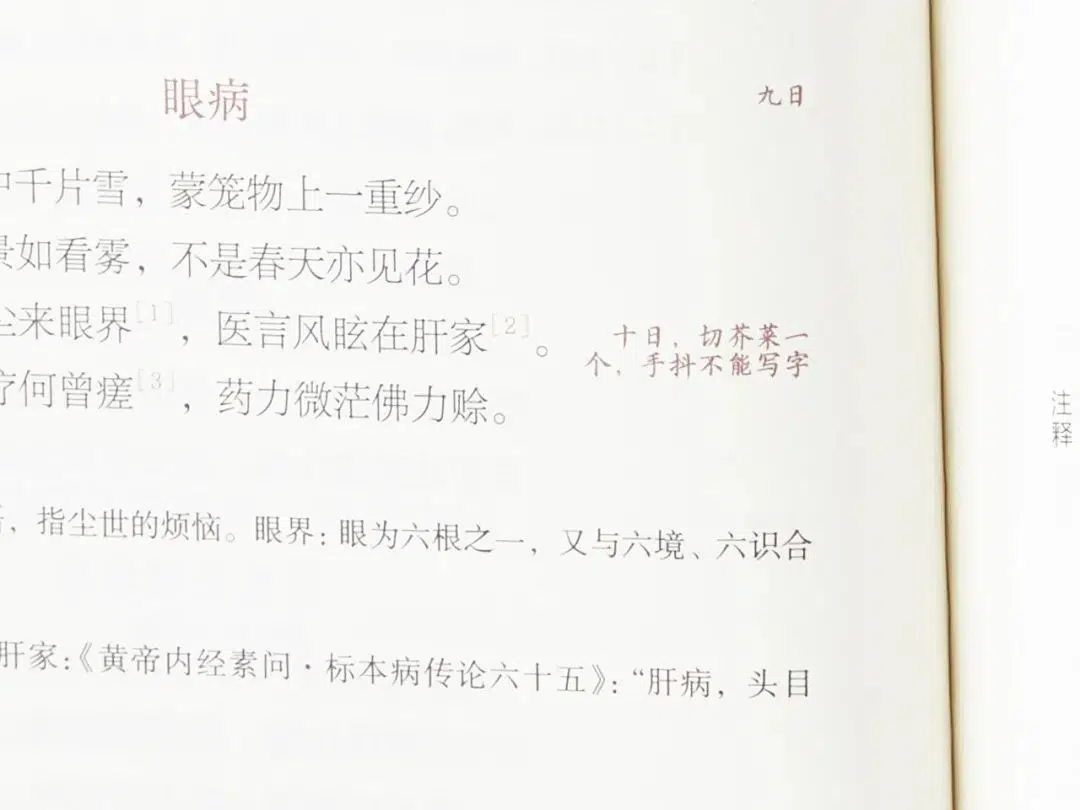 眼病
九日
中千片雪，蒙笼物上一重纱。
景如看雾，不是春天亦见花。
尘来眼界[1]，医言风眩在肝家[2]。
疗何曾瘥[3]，药力微茫佛力赊。
十日，切芥菜一
个，手抖不能写字
，指尘世的烦恼。眼界：眼为六根之一，又与六境、六识合
肝家：《黄帝内经素问·标本病传论六十五》：“肝病，头目
注释